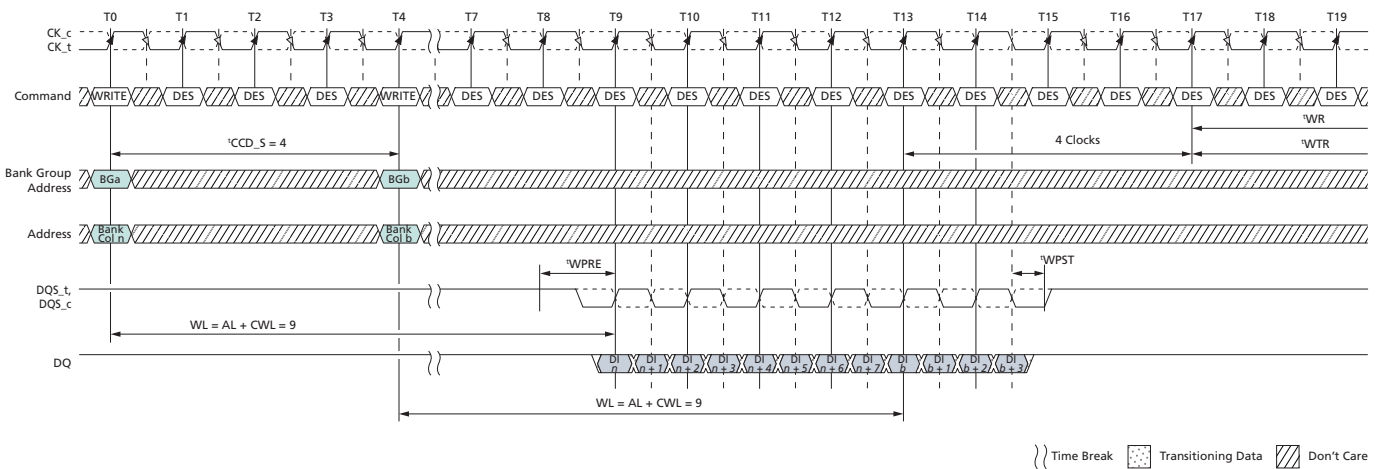 T0 T1 T2 T3 T4 T7 T8 T9 T10 T11 T12 T13 T14 T15 T16 T17 T18 T19
CK_c
CK_t
Command WRITE DES DES DES WRITE DES DES DES DES DES DES DES DES DES DES DES DES DES
tWR
tCCD_S = 4 4 Clocks tWTR
Bank Group
Address BGa BGb
Address Bank
Col n Bank
Col b
tWPRE tWPST
DQS_t,
DQS_c
WL = AL + CWL = 9
DQ DI
n DI
n + 1 DI
n + 2 DI
n + 3 DI
n + 4 DI
n + 5 DI
n + 6 DI
n + 7 DI
b DI
b + 1 DI
b + 2 DI
b + 3
WL = AL + CWL = 9
Time Break Transitioning Data Don't Care